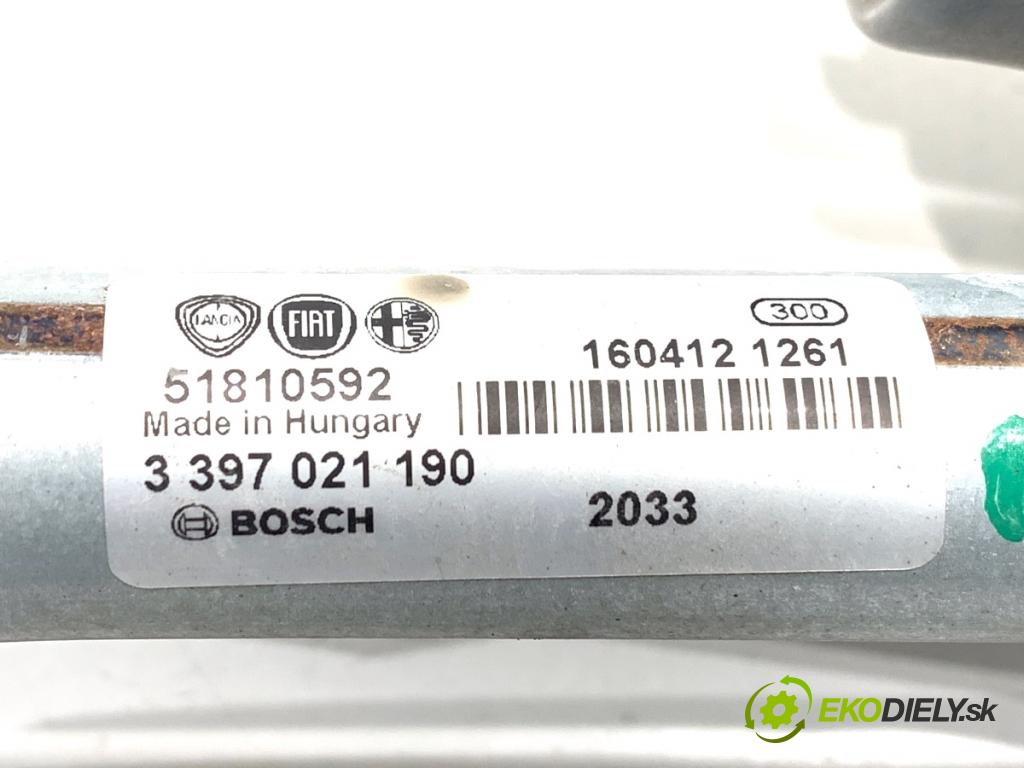 LANCIA FIAT
300
160412 1261
51810592
Made in Hungary
3 397 021 190
BOSCH
2033
EKODIELY.sk